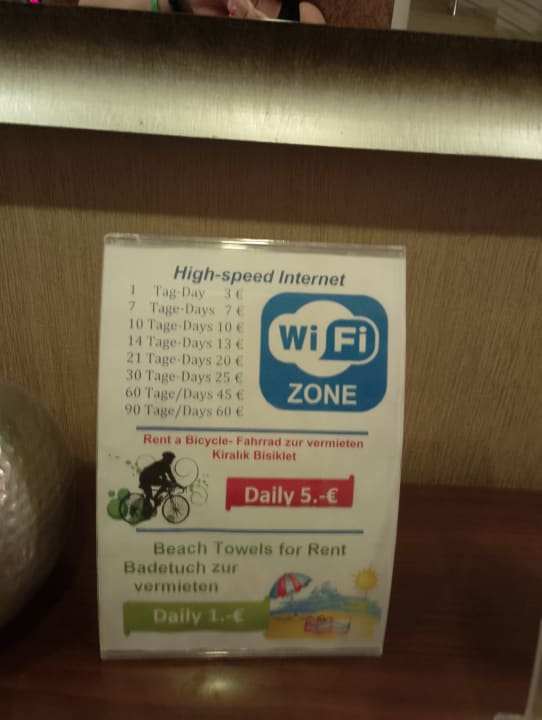 High-speed Internet
1 Tag-Day 3 €
7 Tage-Days 7 €
10 Tage-Days 10 €
14 Tage-Days 13 €
21 Tage-Days 20 €
30 Tage-Days 25 €
60 Tage/Days 45 €
90 Tage/Days 60 €
Wi Fi
ZONE
Rent a Bicycle- Fahrrad zur vermieten
Kiralık Bisiklet
Daily 5.-€
Beach Towels for Rent
Badetuch zur
vermieten
Daily 1.-€